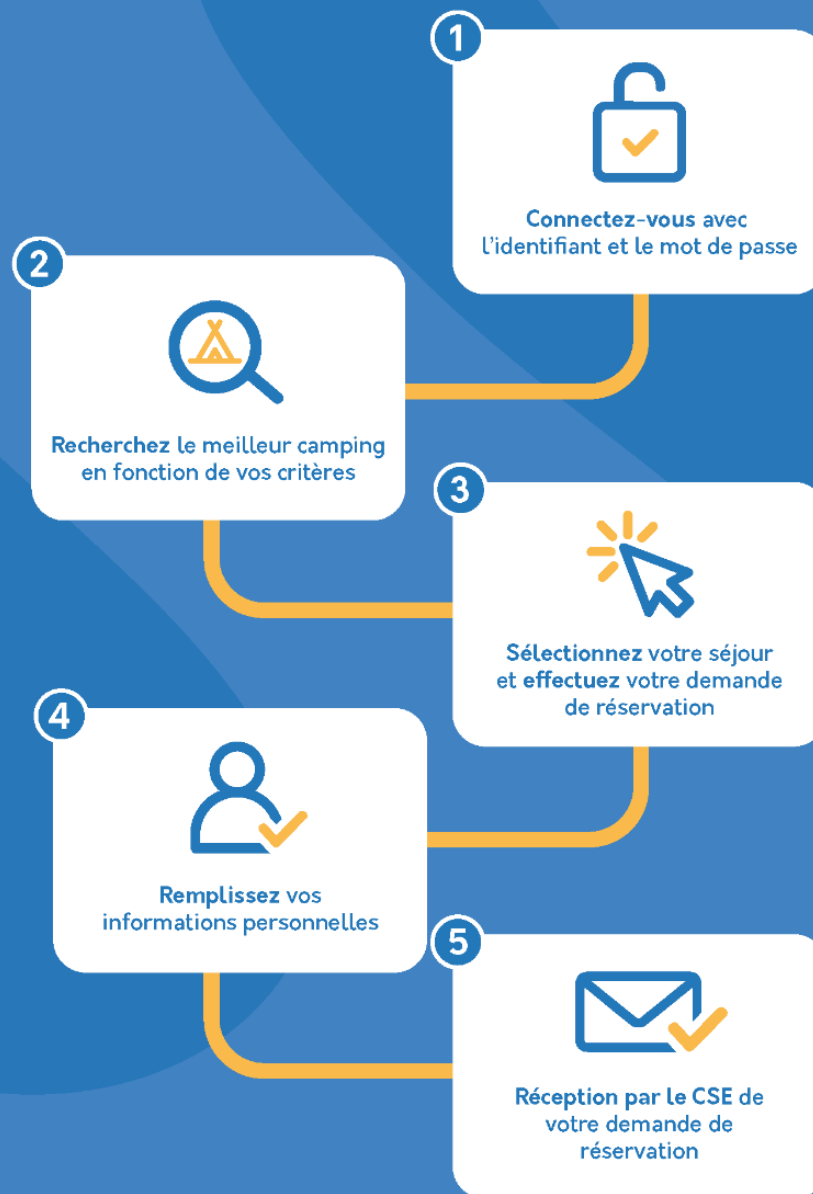 1
Connectez-vous avec
l'identifiant et le mot de passe
2
Recherchez le meilleur camping
en fonction de vos critères
3
Sélectionnez votre séjour
et effectuez votre demande
de réservation
4
Remplissez vos
informations personnelles
5
Réception par le CSE de
votre demande de
réservation